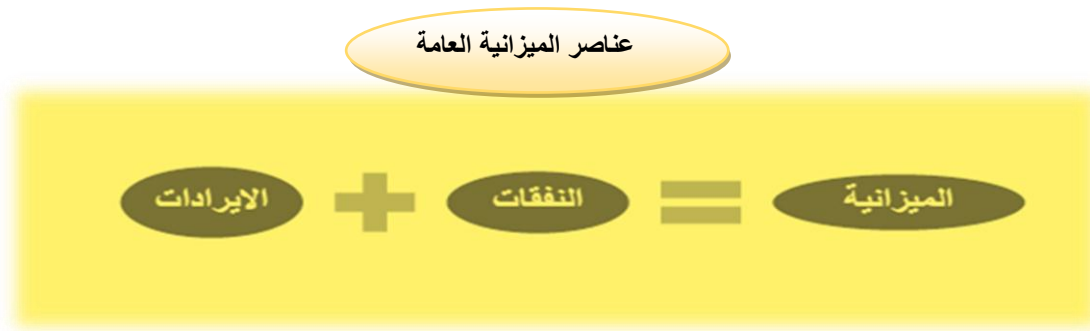 عناصر الميزانية العامة
الميزانية = النفقات + الايرادات